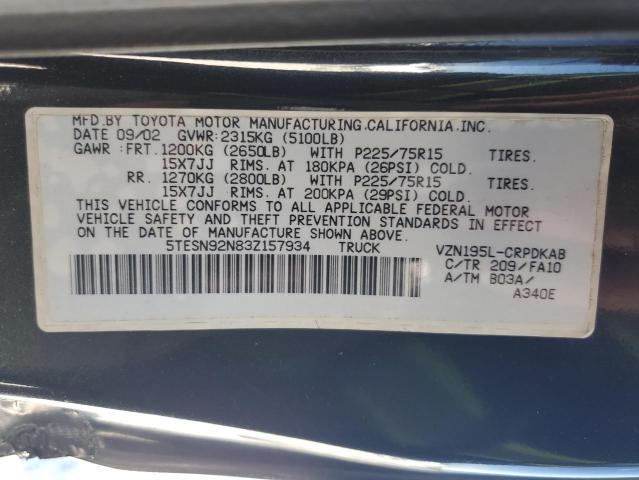 MFD.BY TOYOTA MOTOR MANUFACTURING.CALIFORNIA.INC.
DATE 09/02 GVWR:2315KG (5100LB)
GAWR : FRT. 1200KG (2650LB) WITH P225/75R15 TIRES.
15X7JJ RIMS. AT 180KPA (26PSI) COLD.
RR. 1270KG (2800LB) WITH P225/75R15 TIRES.
15X7JJ RIMS. AT 200KPA (29PSI) COLD.
THIS VEHICLE CONFORMS TO ALL APPLICABLE FEDERAL MOTOR
VEHICLE SAFETY AND THEFT PREVENTION STANDARDS IN EFFECT
ON THE DATE OF MANUFACTURE SHOWN ABOVE.
5TESN92N83Z157934 TRUCK VZN195L-CRPDKAB
C/TR 209/FA10
A/TM B03A/
A340E